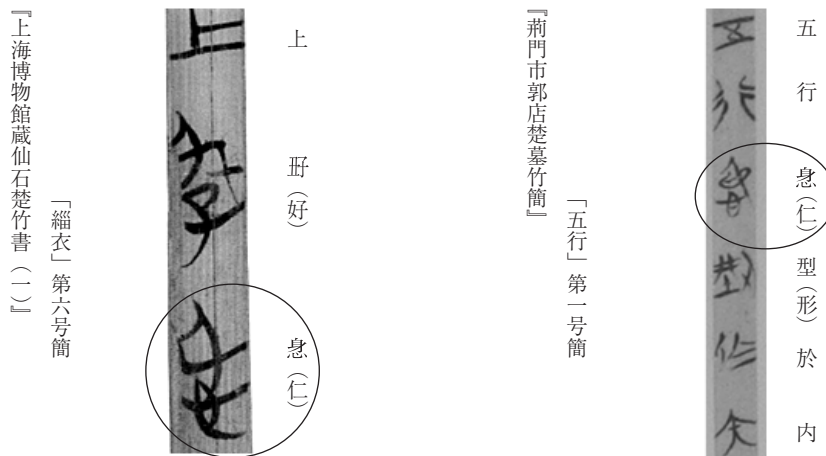 五 行 (仁) 型(形) 於 内
「五行」第一号簡
『荊門市郭店楚墓竹簡』
上 (好) (仁)
「緇衣」第六号簡
『上海博物館蔵仙石楚竹書(一)』